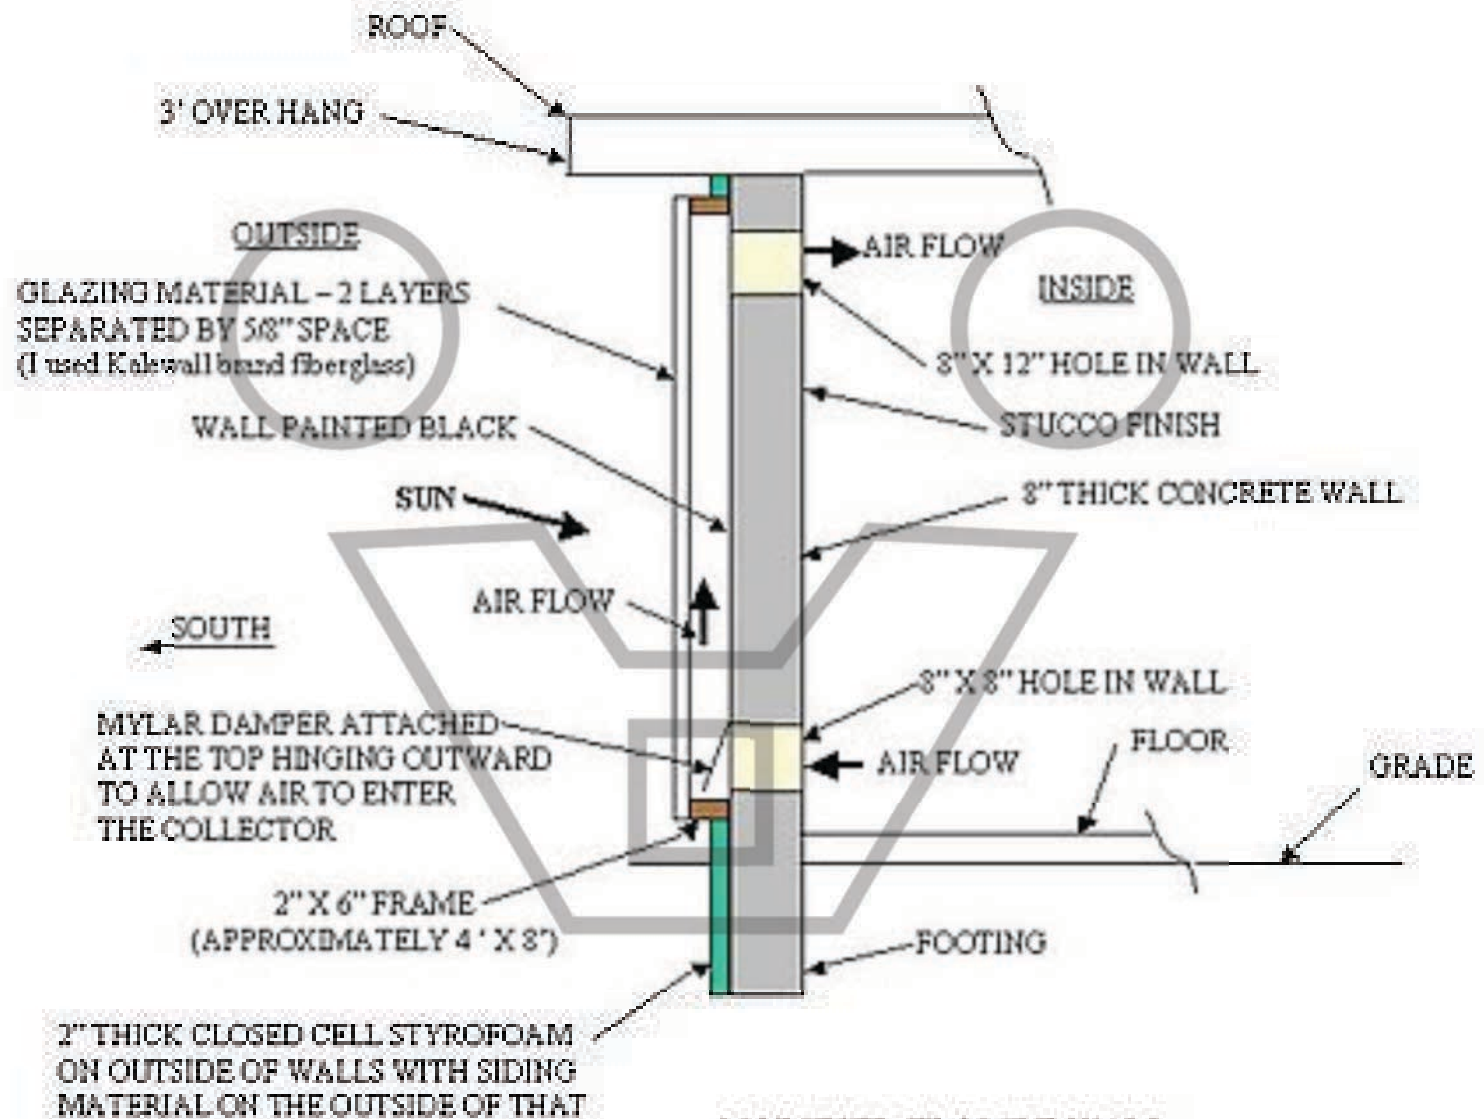 ROOF
3' OVER HANG
OUTSIDE
AIR FLOW
INSIDE
GLAZING MATERIAL – 2 LAYERS
SEPARATED BY 5/8" SPACE
(I used Kalewall brand fiberglass)
8" X 12" HOLE IN WALL
WALL PAINTED BLACK
STUCCO FINISH
SUN
8" THICK CONCRETE WALL
AIR FLOW
SOUTH
8" X 8" HOLE IN WALL
MYLAR DAMPER ATTACHED
AT THE TOP HINGING OUTWARD
TO ALLOW AIR TO ENTER
THE COLLECTOR
FLOOR
AIR FLOW
GRADE
2" X 6" FRAME
(APPROXIMATELY 4 ' X 8')
FOOTING
2" THICK CLOSED CELL STYROFOAM
ON OUTSIDE OF WALLS WITH SIDING
MATERIAL ON THE OUTSIDE OF THAT